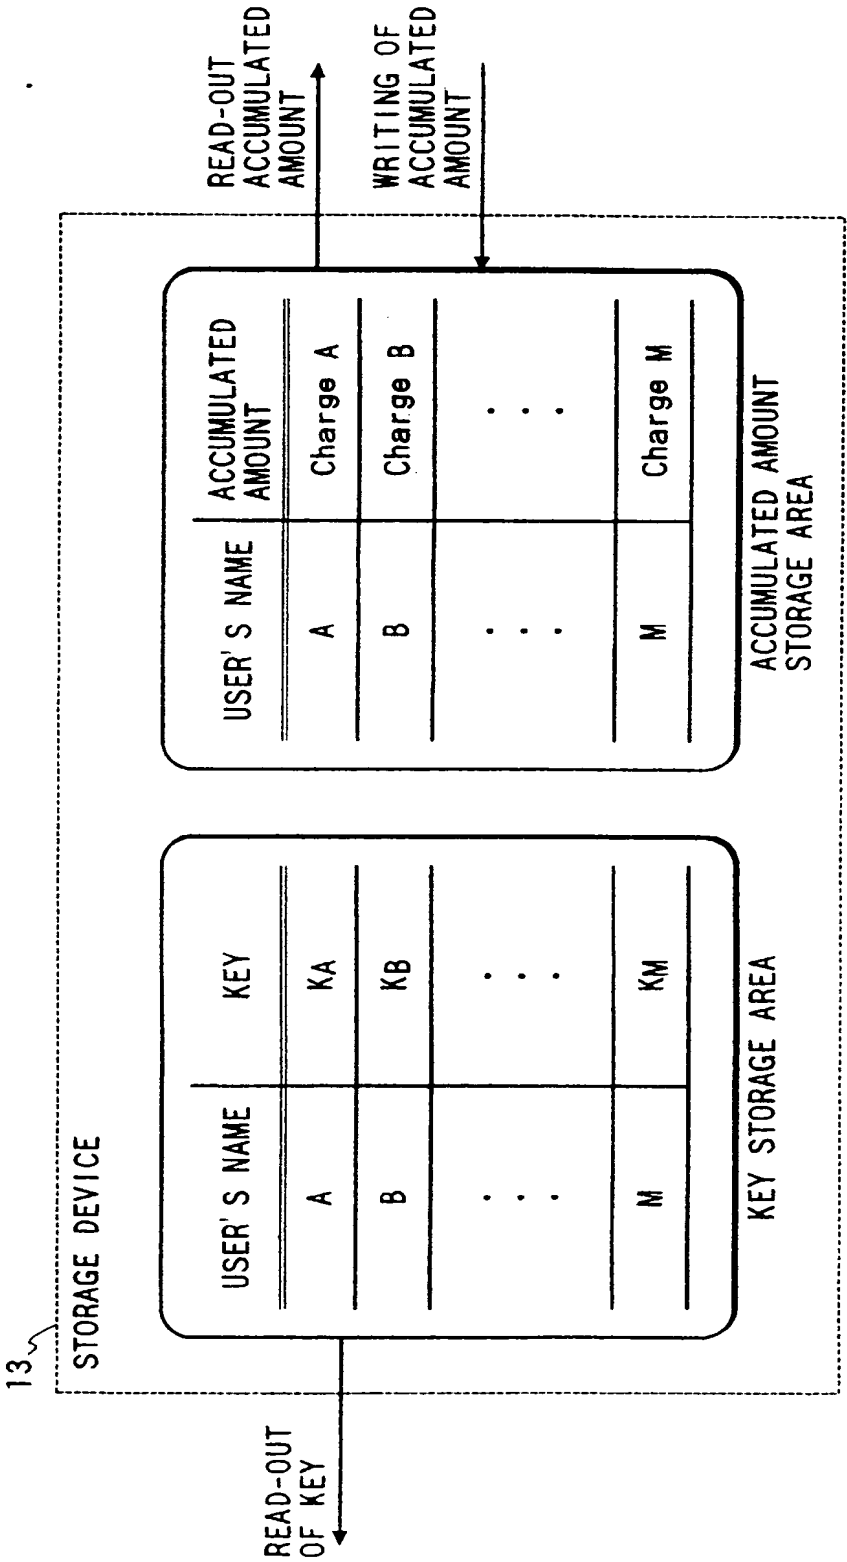 13
STORAGE DEVICE
READ-OUT
OF KEY
USER'S NAME KEY
A KA
B KB
. . . . . .
M KM
KEY STORAGE AREA
USER'S NAME ACCUMULATED
AMOUNT
A Charge A
B Charge B
. . . . . .
M Charge M
ACCUMULATED AMOUNT
STORAGE AREA
READ-OUT
ACCUMULATED
AMOUNT
WRITING OF
ACCUMULATED
AMOUNT